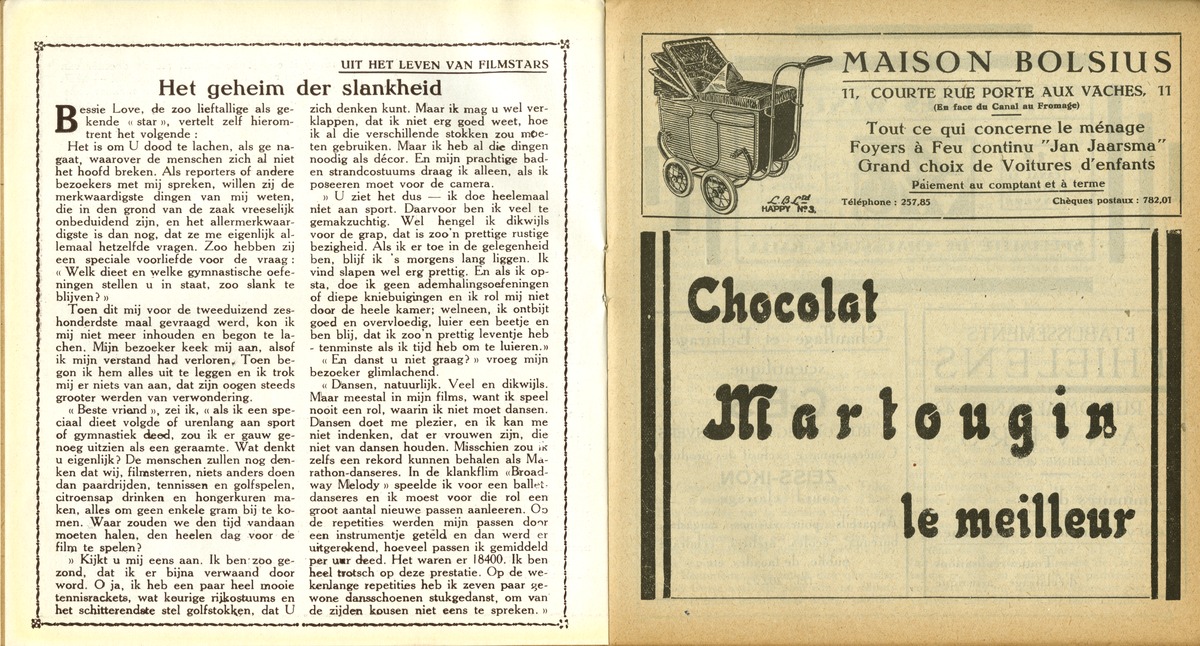 UIT HET LEVEN VAN FILMSTARS
Het geheim der slankheid
Bessie Love, de zoo lieftallige als ge-
kende « star », vertelt zelf hierom-
trent het volgende :
Het is om U dood te lachen, als ge na-
gaat, waarover de menschen zich al niet
het hoofd breken. Als reporters of andere
bezoekers met mij spreken, willen zij de
merkwaardigste dingen van mij weten,
die in den grond van de zaak vreeselijk
onbeduidend zijn, en het allermerkwaar-
digste is dan nog, dat ze me eigenlijk al-
lemaal hetzelfde vragen. Zoo hebben zij
een speciale voorliefde voor de vraag :
« Welk dieet en welke gymnastische oefe-
ningen stellen u in staat, zoo slank te
blijven? »
Toen dit mij voor de tweeduizend zes-
honderdste maal gevraagd werd, kon ik
mij niet meer inhouden en begon te la-
chen. Mijn bezoeker keek mij aan, alsof
ik mijn verstand had verloren. Toen be-
gon ik hem alles uit te leggen en ik trok
mij er niets van aan, dat zijn oogen steeds
grooter werden van verwondering.
« Beste vriend », zei ik, « als ik een spe-
ciaal dieet volgde of urenlang aan sport
of gymnastiek deed, zou ik er gauw ge-
noeg uitzien als een geraamte. Wat denkt
u eigenlijk? De menschen zullen nog den-
ken dat wij, filmsterren, niets anders doen
dan paardrijden, tennissen en golfspelen,
citroensap drinken en hongerkuren ma-
ken, alles om geen enkele gram bij te ko-
men. Waar zouden we den tijd vandaan
moeten halen, den heelen dag voor de
film te spelen?
» Kijkt u mij eens aan. Ik ben zoo ge-
zond, dat ik er bijna verwaand door
word. O ja, ik heb een paar heel mooie
tennisrackets, wat keurige rijkostuums en
het schitterendste stel golfstokken, dat U
zich denken kunt. Maar ik mag u wel ver-
klappen, dat ik niet erg goed weet, hoe
ik al die verschillende stokken zou moe-
ten gebruiken. Maar ik heb al die dingen
noodig als décor. En mijn prachtige bad-
en strandcostuums draag ik alleen, als ik
poseeren moet voor de camera.
» U ziet het dus — ik doe heelemaal
niet aan sport. Daarvoor ben ik veel te
gemakzuchtig. Wel hengel ik dikwijls
voor de grap, dat is zoo'n prettige rustige
bezigheid. Als ik er toe in de gelegenheid
ben, blijf ik 's morgens lang liggen. Ik
vind slapen wel erg prettig. En als ik op-
sta, doe ik geen ademhalingsoefeningen
of diepe kniebuigingen en ik rol mij niet
door de heele kamer; welneen, ik ontbijt
goed en overvloedig, luier een beetje en
ben blij, dat ik zoo'n prettig leventje heb
- tenminste als ik tijd heb om te luieren.»
« En danst u niet graag? » vroeg mijn
bezoeker glimlachend.
« Dansen, natuurlijk. Veel en dikwijls.
Maar meestal in mijn films, want ik speel
nooit een rol, waarin ik niet moet dansen.
Dansen doet me plezier, en ik kan me
niet indenken, dat er vrouwen zijn, die
niet van dansen houden. Misschien zou ik
zelfs een rekord kunnen behalen als Ma-
rathon-danseres. In de klankfilm «Broad-
way Melody » speelde ik voor een ballet-
danseres en ik moest voor die rol een
groot aantal nieuwe passen aanleeren. Op
de repetities werden mijn passen door
een instrumentje geteld en dan werd er
uitgerekend, hoeveel passen ik gemiddeld
per uur deed. Het waren er 18400. Ik ben
heel trotsch op deze prestatie. Op de we-
kenlange repetities heb ik zeven paar ge-
wone dansschoenen stukgedanst, om van
de zijden kousen niet eens te spreken. »
MAISON BOLSIUS
11, COURTE RUE PORTE AUX VACHES, 11
(En face du Canal au Fromage)
Tout ce qui concerne le ménage
Foyers à Feu continu "Jan Jaarsma"
Grand choix de Voitures d'enfants
Paiement au comptant et à terme
Téléphone : 257,85 Chèques postaux : 782,01
L B Ltd
HAPPY No 3.
Chocolat
Martougin
le meilleur